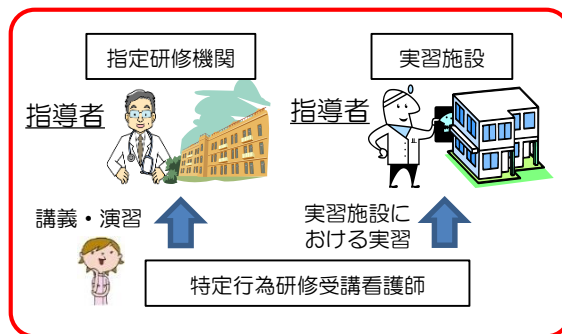 指定研修機関
実習施設
指導者
指導者
講義・演習
実習施設に
おける実習
特定行為研修受講看護師